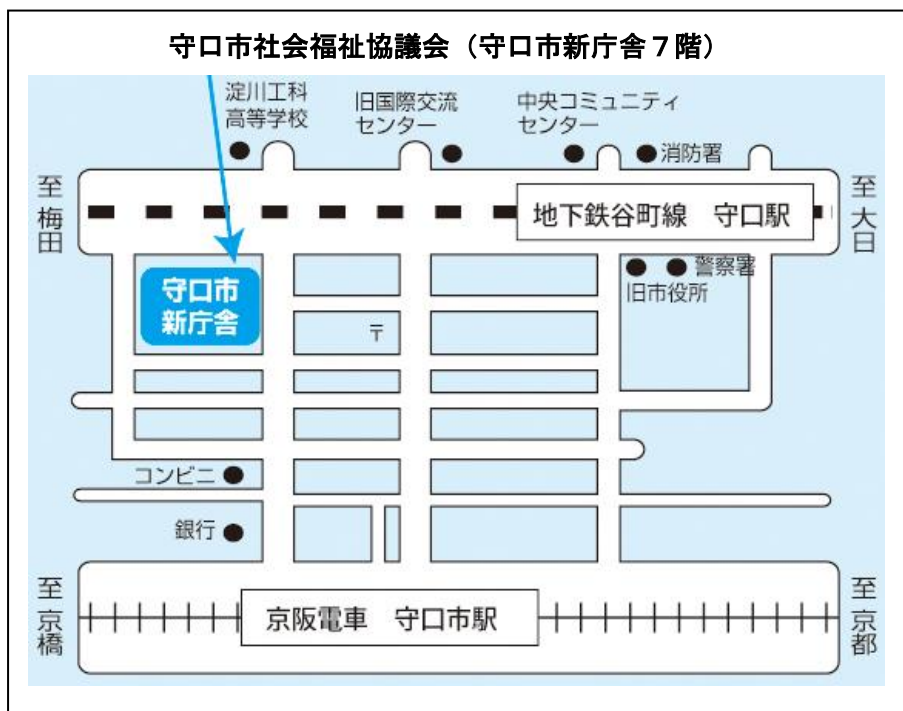 守口市社会福祉協議会（守口市新庁舎７階）
淀川工科
高等学校
旧国際交流
センター
中央コミュニティ
センター
消防署
至梅田
地下鉄谷町線　守口駅
至大日
守口市
新庁舎
〒
警察署
旧市役所
コンビニ
銀行
至京橋
京阪電車　守口市駅
至京都